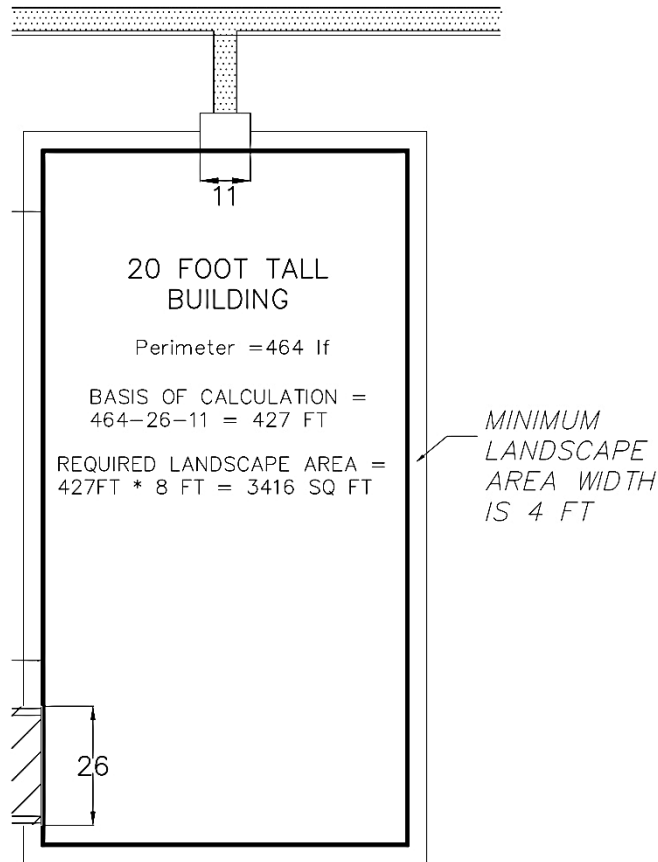 11
20 FOOT TALL
BUILDING
Perimeter =464 lf
BASIS OF CALCULATION =
464-26-11 = 427 FT
REQUIRED LANDSCAPE AREA =
427FT * 8 FT = 3416 SQ FT
MINIMUM
LANDSCAPE
AREA WIDTH
IS 4 FT
26